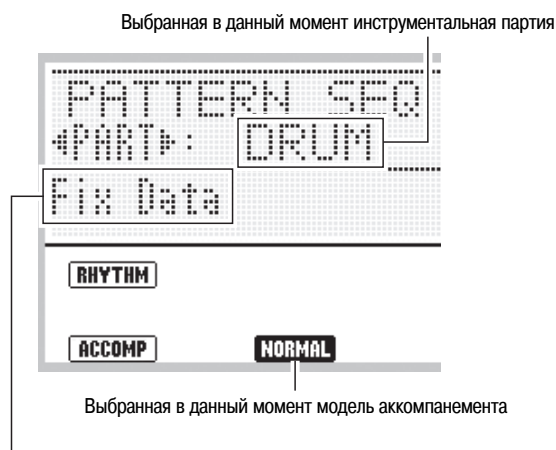 Выбранная в данный момент инструментальная партия
PATTERN SEQ
◄PART►: DRUM
Fix Data
RHYTHM
ACCOMP NORMAL
Выбранная в данный момент модель аккомпанемента